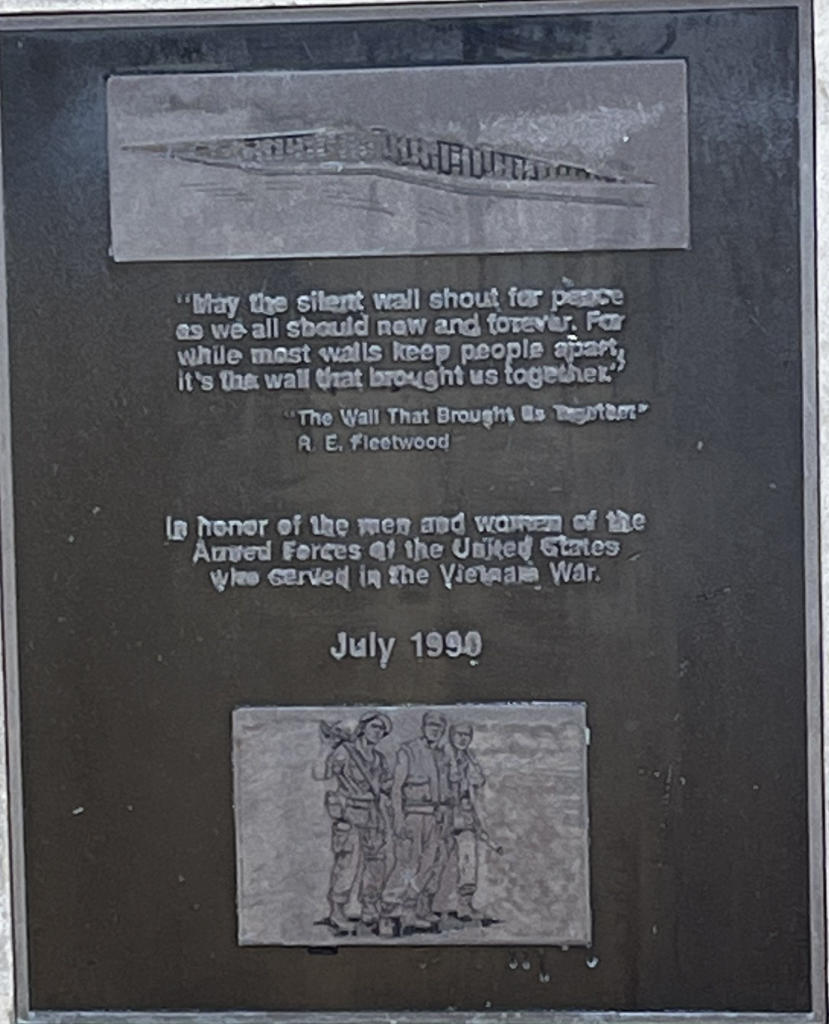 "May the silent wall shout for peace
as we all should now and forever. For
while most walls keep people apart,
it's the wall that brought us together."
"The Wall That Brought Us Together"
R. E. Fleetwood
In honor of the men and women of the
Armed Forces of the United States
who served in the Vietnam War.
July 1990